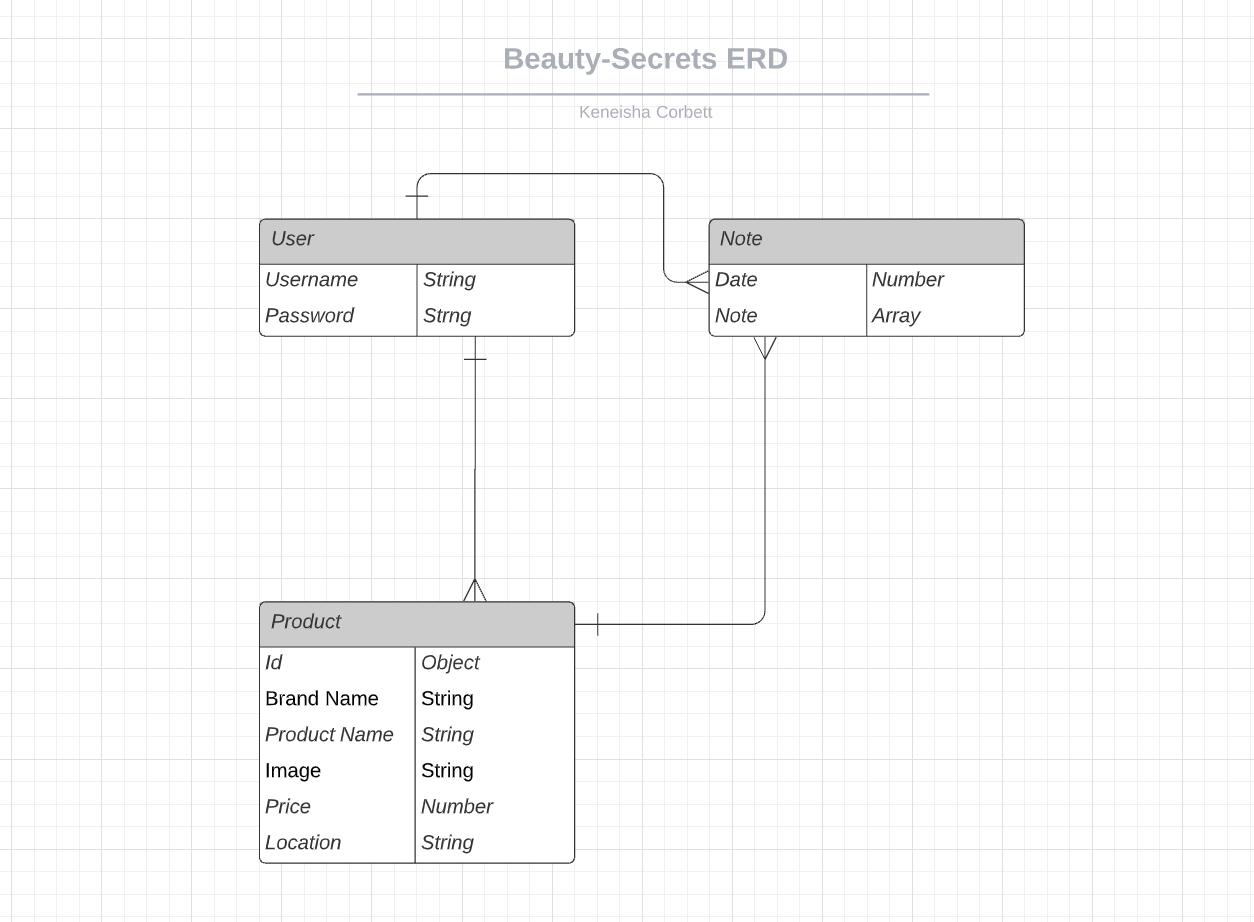 Beauty-Secrets ERD
Keneisha Corbett
User
Username String
Password Strng
Note
Date Number
Note Array
Product
Id Object
Brand Name String
Product Name String
Image String
Price Number
Location String